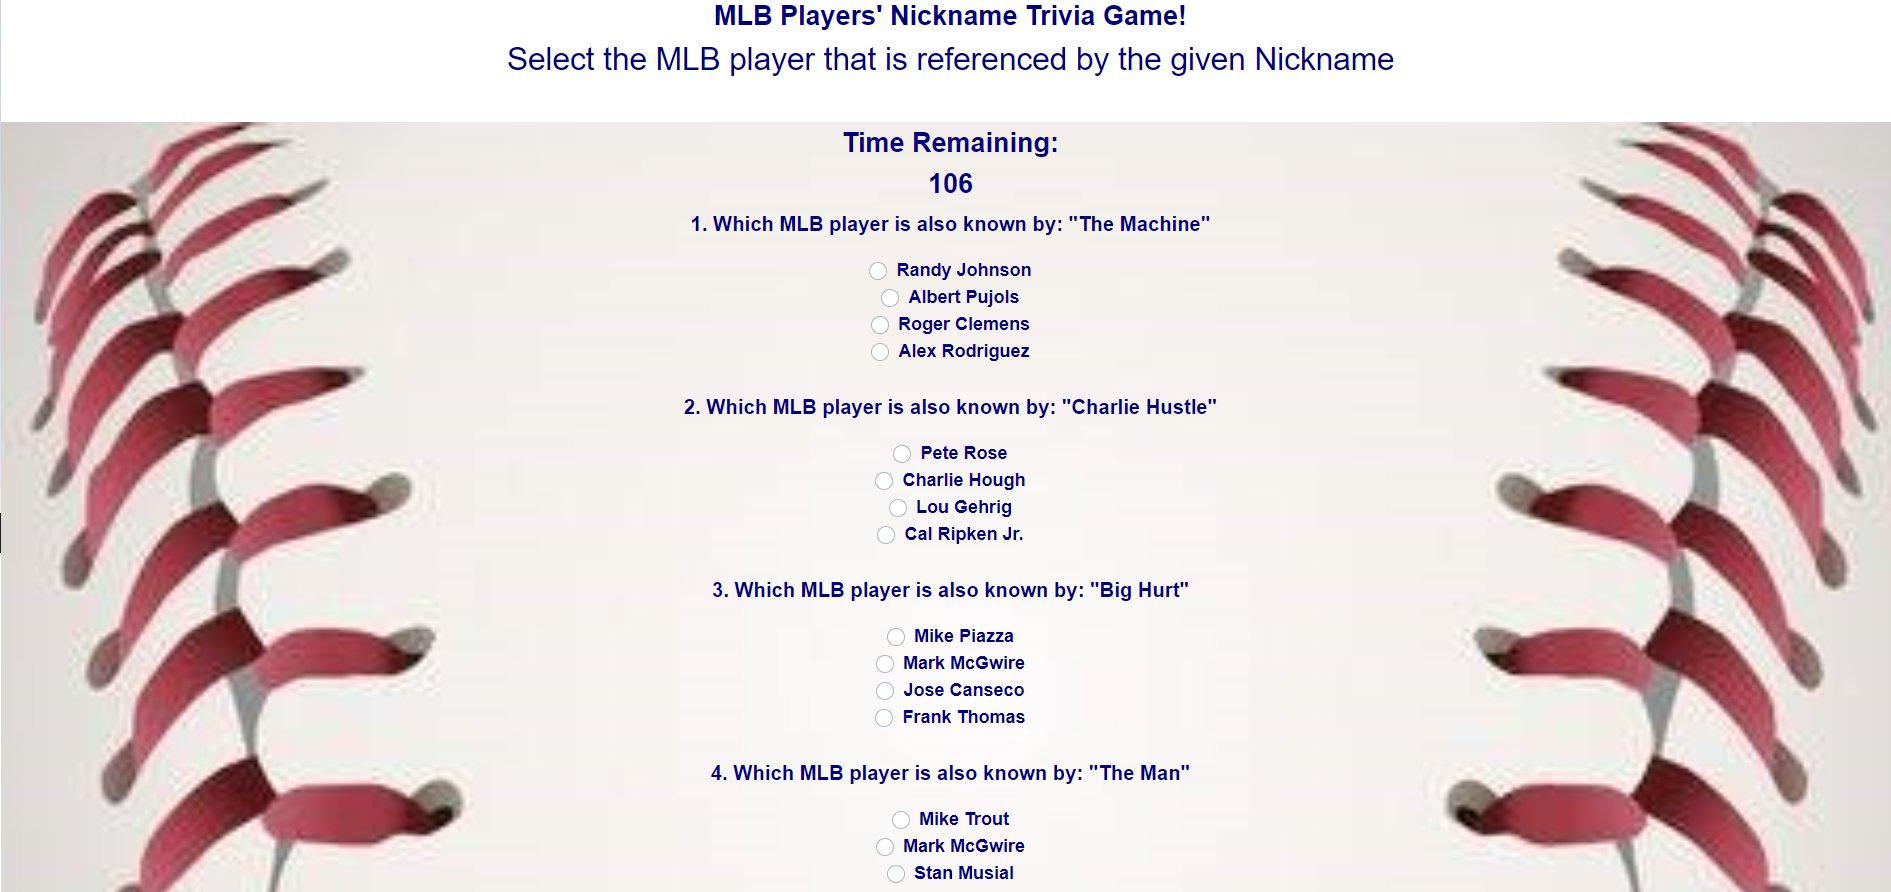 MLB Players' Nickname Trivia Game!
Select the MLB player that is referenced by the given Nickname
Time Remaining:
106
1. Which MLB player is also known by: "The Machine"
Randy Johnson
Albert Pujols
Roger Clemens
Alex Rodriguez
2. Which MLB player is also known by: "Charlie Hustle"
Pete Rose
Charlie Hough
Lou Gehrig
Cal Ripken Jr.
3. Which MLB player is also known by: "Big Hurt"
Mike Piazza
Mark McGwire
Jose Canseco
Frank Thomas
4. Which MLB player is also known by: "The Man"
Mike Trout
Mark McGwire
Stan Musial